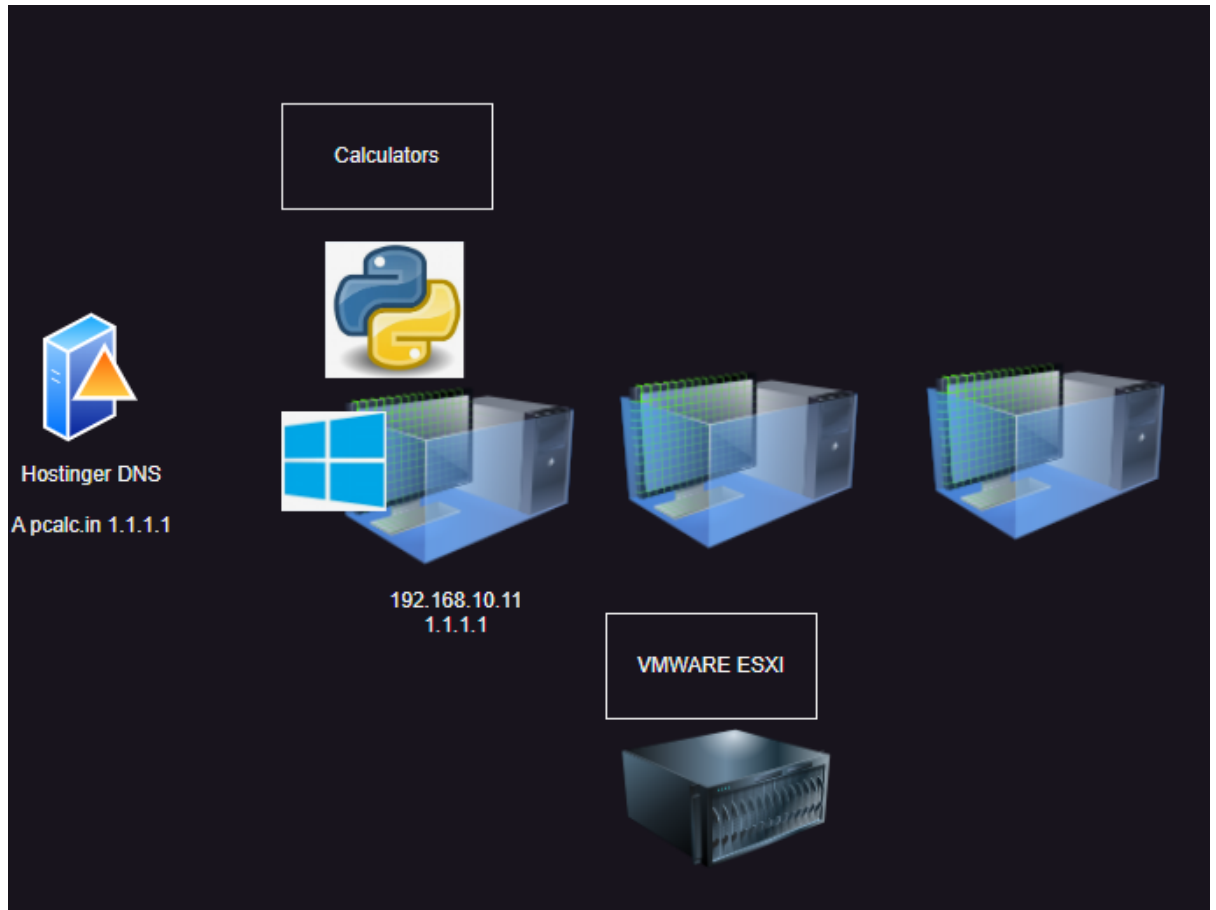 Calculators
Hostinger DNS
A pcalc.in 1.1.1.1
192.168.10.11
1.1.1.1
VMWARE ESXI